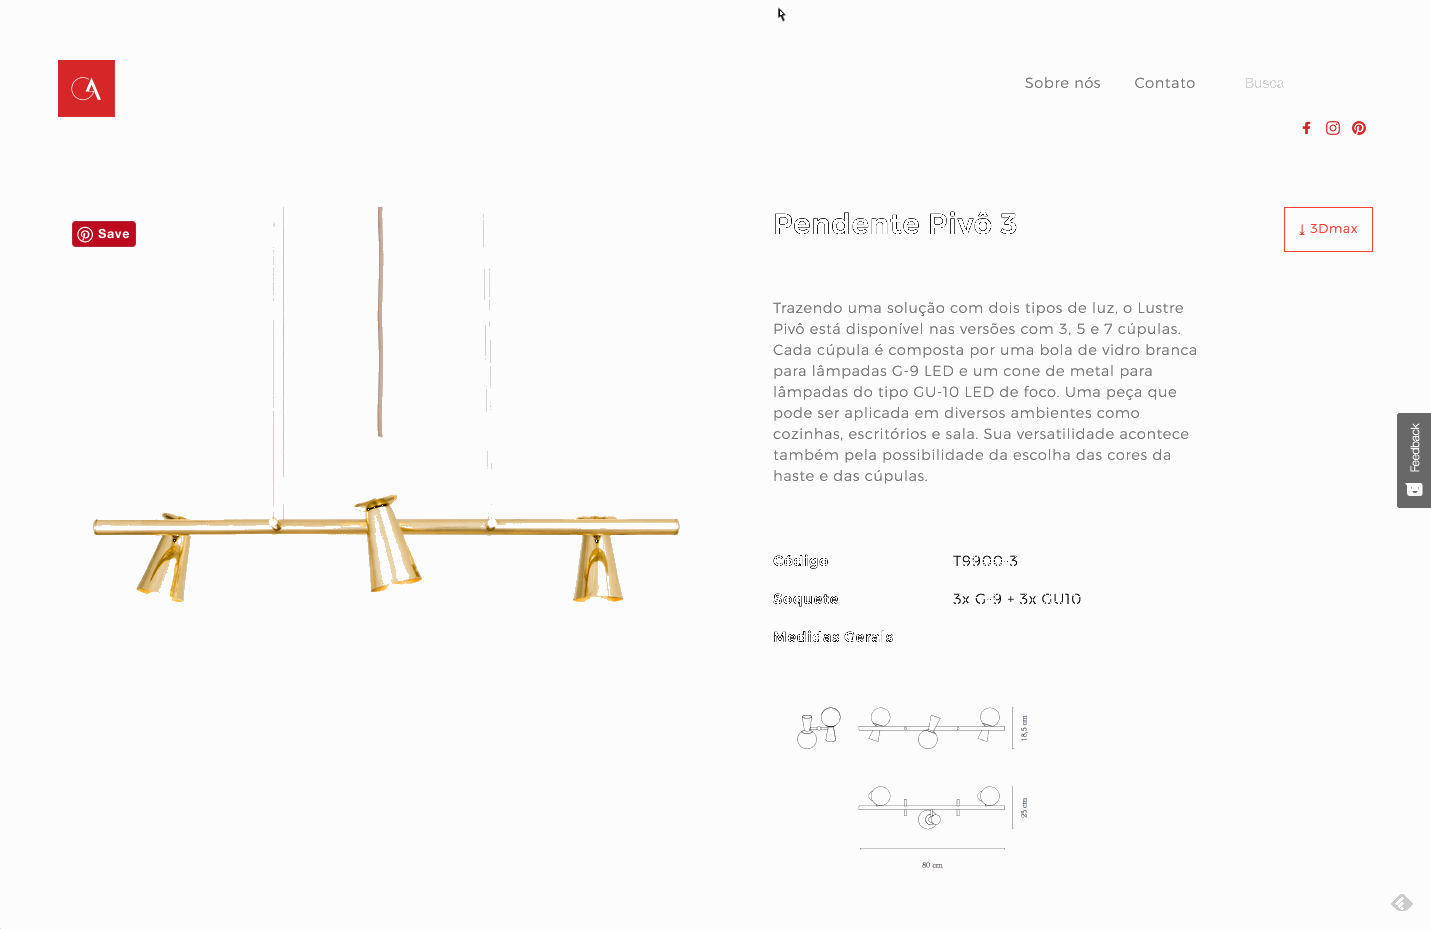 Sobre nós Contato Busca
Save
Pendente Pivô 3
3Dmax
Trazendo uma solução com dois tipos de luz, o Lustre
Pivô está disponível nas versões com 3, 5 e 7 cúpulas.
Cada cúpula é composta por uma bola de vidro branca
para lâmpadas G-9 LED e um cone de metal para
lâmpadas do tipo GU-10 LED de foco. Uma peça que
pode ser aplicada em diversos ambientes como
cozinhas, escritórios e sala. Sua versatilidade acontece
também pela possibilidade da escolha das cores da
haste e das cúpulas.
Feedback
Código T9900-3
Soquete 3x G-9 + 3x GU10
Medidas Gerais
18,5 cm
25 cm
80 cm